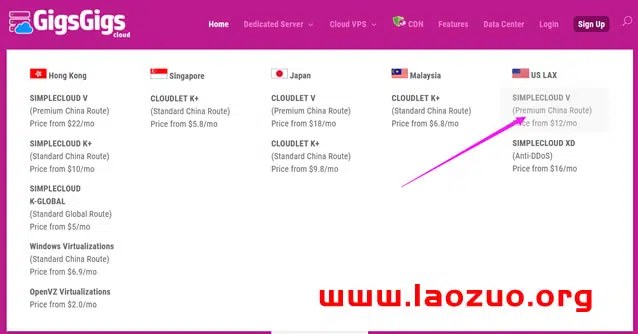 GigsGigs
cloud
Home
Dedicated Server
Cloud VPS
CDN
Features
Data Center
Login
Sign Up
Hong Kong
SIMPLECLOUD V
(Premium China Route)
Price from $22/mo
SIMPLECLOUD K+
(Standard China Route)
Price from $10/mo
SIMPLECLOUD
K-GLOBAL
(Standard Global Route)
Price from $5/mo
Windows Virtualizations
(Standard China Route)
Price from $6.9/mo
OpenVZ Virtualizations
Price from $2.0/mo
Singapore
CLOUDLET K+
(Standard China Route)
Price from $5.8/mo
Japan
CLOUDLET V
(Premium China Route)
Price from $18/mo
CLOUDLET K+
(Standard China Route)
Price from $9.8/mo
Malaysia
CLOUDLET K+
(Standard China Route)
Price from $6.8/mo
US LAX
SIMPLECLOUD V
(Premium China Route)
Price from $12/mo
SIMPLECLOUD XD
(Anti-DDoS)
Price from $16/mo
www.laozuo.org